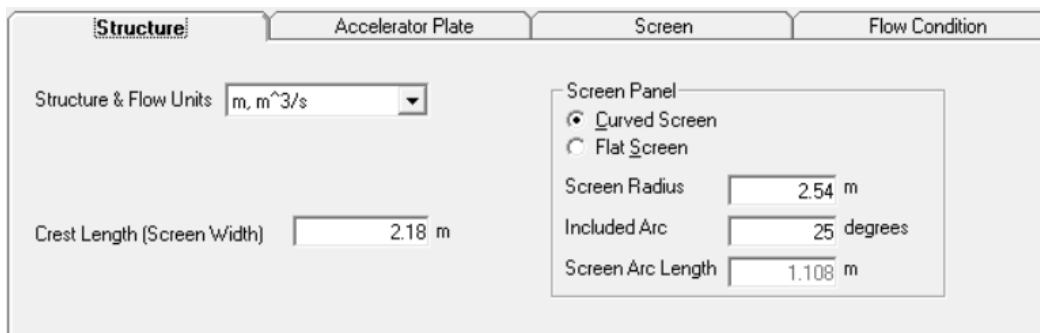 Structure Accelerator Plate Screen Flow Condition
Structure & Flow Units m, m^3/s
Screen Panel
Curved Screen
Flat Screen
Screen Radius 2.54 m
Crest Length (Screen Width) 2.18 m
Included Arc 25 degrees
Screen Arc Length 1.108 m